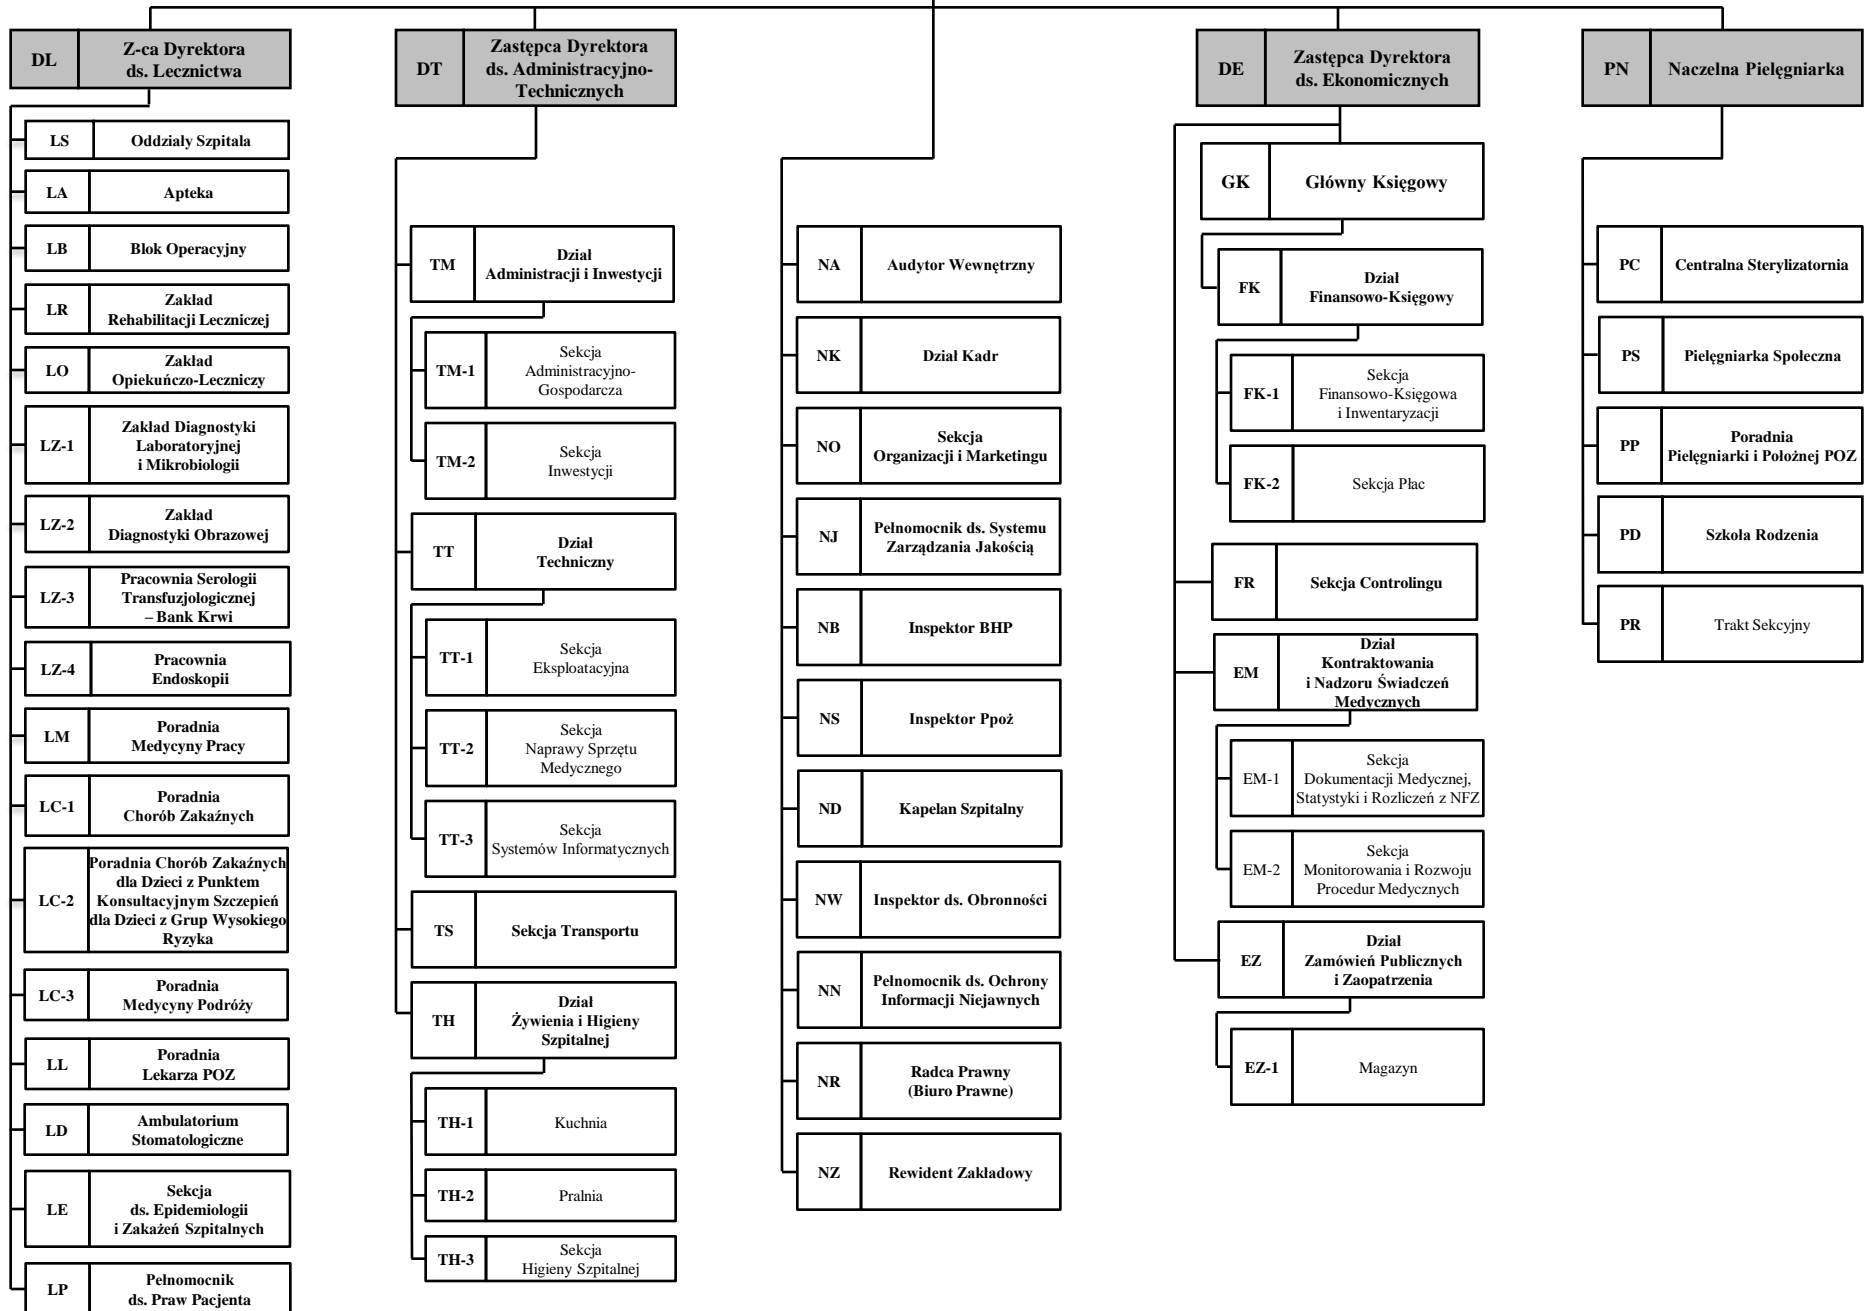 DL
Z-ca Dyrektora
ds. Lecznictwa
LS
Oddziały Szpitala
LA
Apteka
LB
Blok Operacyjny
LR
Zakład
Rehabilitacji Leczniczej
LO
Zakład
Opiekuńczo-Leczniczy
LZ-1
Zakład Diagnostyki
Laboratoryjnej
i Mikrobiologii
LZ-2
Zakład
Diagnostyki Obrazowej
LZ-3
Pracownia Serologii
Transfuzjologicznej
– Bank Krwi
LZ-4
Pracownia
Endoskopii
LM
Poradnia
Medycyny Pracy
LC-1
Poradnia
Chorób Zakaźnych
LC-2
Poradnia Chorób Zakaźnych
dla Dzieci z Punktem
Konsultacyjnym Szczepień
dla Dzieci z Grup Wysokiego
Ryzyka
LC-3
Poradnia
Medycyny Podróży
LL
Poradnia
Lekarza POZ
LD
Ambulatorium
Stomatologiczne
LE
Sekcja
ds. Epidemiologii
i Zakażeń Szpitalnych
LP
Pełnomocnik
ds. Praw Pacjenta
DT
Zastępca Dyrektora
ds. Administracyjno-
Technicznych
TM
Dział
Administracji i Inwestycji
TM-1
Sekcja
Administracyjno-
Gospodarcza
TM-2
Sekcja
Inwestycji
TT
Dział
Techniczny
TT-1
Sekcja
Eksploatacyjna
TT-2
Sekcja
Naprawy Sprzętu
Medycznego
TT-3
Sekcja
Systemów Informatycznych
TS
Sekcja Transportu
TH
Dział
Żywienia i Higieny
Szpitalnej
TH-1
Kuchnia
TH-2
Pralnia
TH-3
Sekcja
Higieny Szpitalnej
NA
Audytor Wewnętrzny
NK
Dział Kadr
NO
Sekcja
Organizacji i Marketingu
NJ
Pełnomocnik ds. Systemu
Zarządzania Jakością
NB
Inspektor BHP
NS
Inspektor Ppoż
ND
Kapelan Szpitalny
NW
Inspektor ds. Obronności
NN
Pełnomocnik ds. Ochrony
Informacji Niejawnych
NR
Radca Prawny
(Biuro Prawne)
NZ
Rewident Zakładowy
DE
Zastępca Dyrektora
ds. Ekonomicznych
GK
Główny Księgowy
FK
Dział
Finansowo-Księgowy
FK-1
Sekcja
Finansowo-Księgowa
i Inwentaryzacji
FK-2
Sekcja Płac
FR
Sekcja Controlingu
EM
Dział
Kontraktowania
i Nadzoru Świadczeń
Medycznych
EM-1
Sekcja
Dokumentacji Medycznej,
Statystyki i Rozliczeń z NFZ
EM-2
Sekcja
Monitorowania i Rozwoju
Procedur Medycznych
EZ
Dział
Zamówień Publicznych
i Zaopatrzenia
EZ-1
Magazyn
PN
Naczelna Pielęgniarka
PC
Centralna Sterylizatornia
PS
Pielęgniarka Społeczna
PP
Poradnia
Pielęgniarki i Położnej POZ
PD
Szkoła Rodzenia
PR
Trakt Sekcyjny